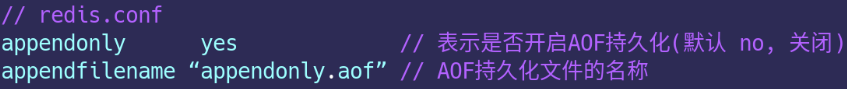 // redis.conf
appendonly      yes             // 表示是否开启AOF持久化(默认 no, 关闭)
appendfilename “appendonly.aof” // AOF持久化文件的名称